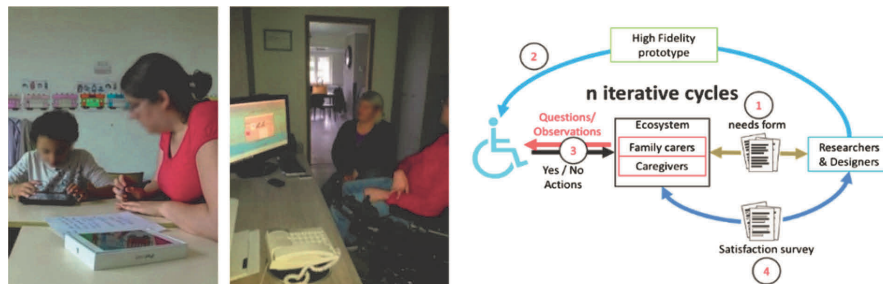 High Fidelity
prototype
2
n iterative cycles
1
Questions/
Observations
Ecosystem
needs form
Family carers
3
Caregivers
Researchers
& Designers
Yes / No
Actions
Satisfaction survey
4